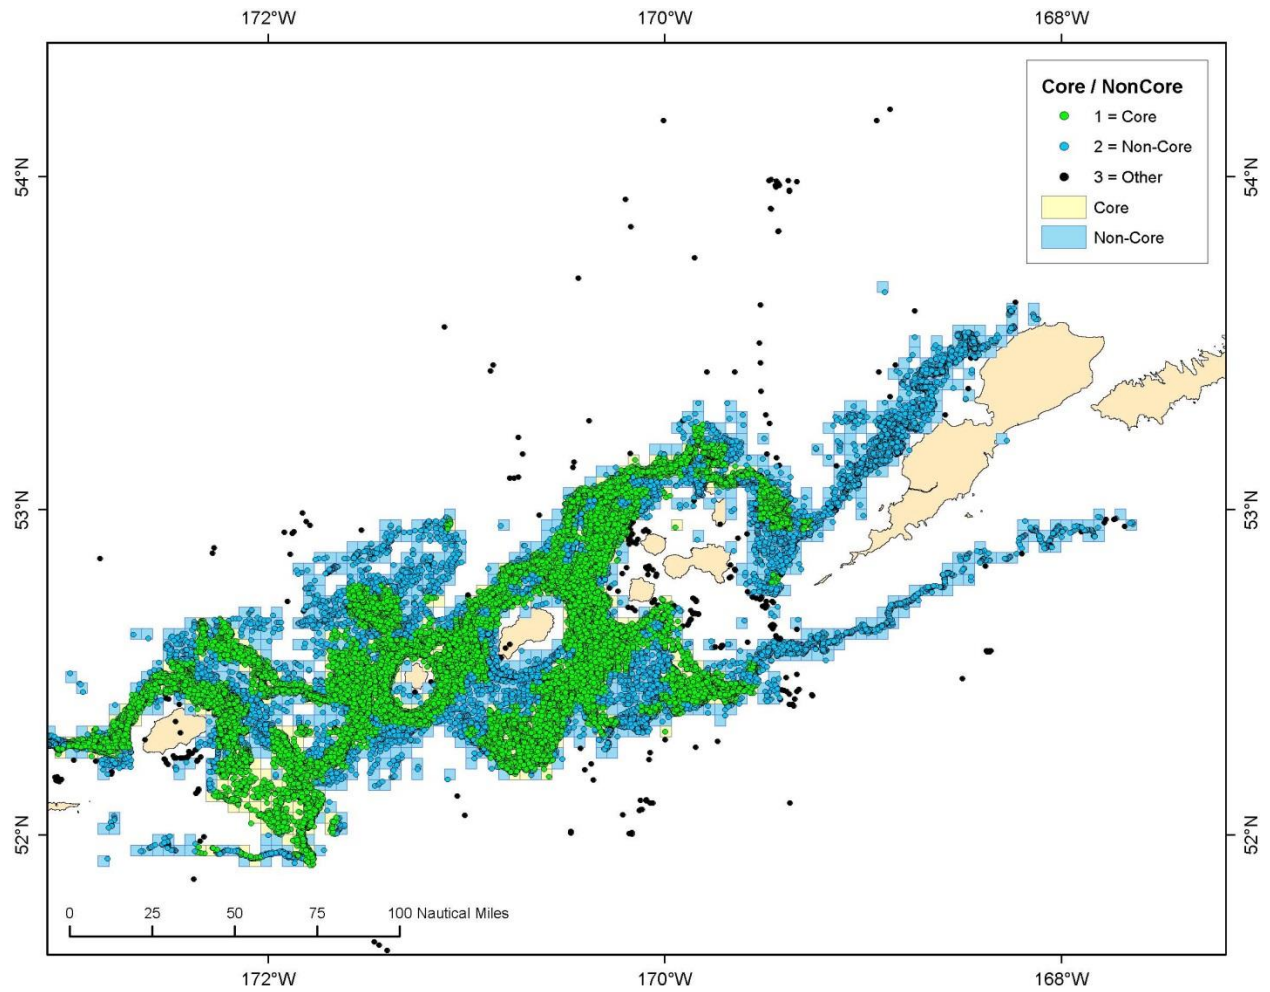 172°W 170°W 168°W
Core / NonCore
1 = Core
2 = Non-Core
3 = Other
Core
Non-Core
54°N 54°N
53°N 53°N
52°N 52°N
0 25 50 75 100 Nautical Miles
172°W 170°W 168°W